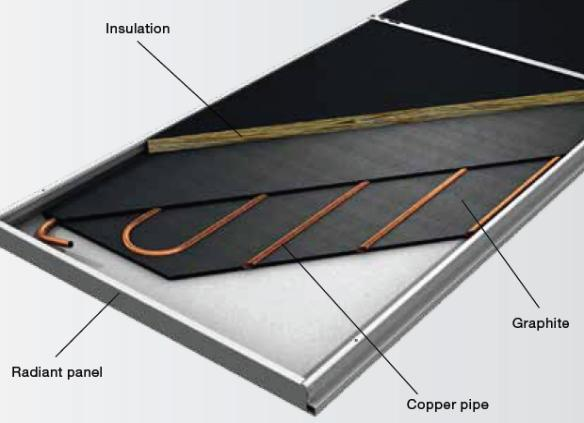 Insulation
Graphite
Radiant panel
Copper pipe